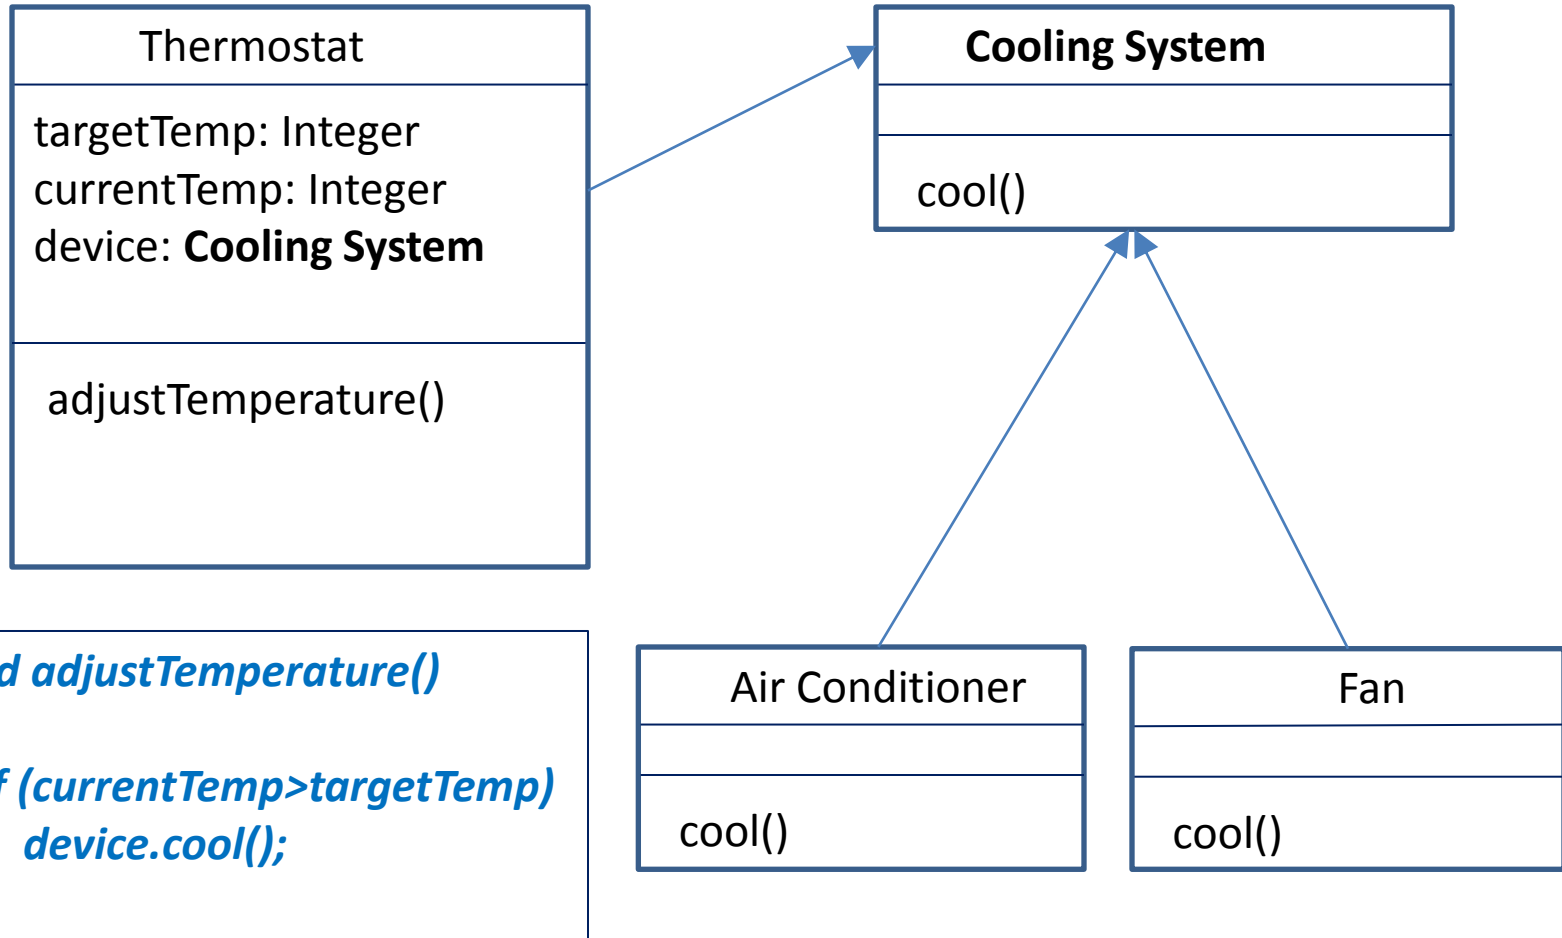 Thermostat
targetTemp: Integer
currentTemp: Integer
device: Cooling System
adjustTemperature()
Cooling System
cool()
d adjustTemperature()
f (currentTemp>targetTemp)
device.cool();
Air Conditioner
cool()
Fan
cool()